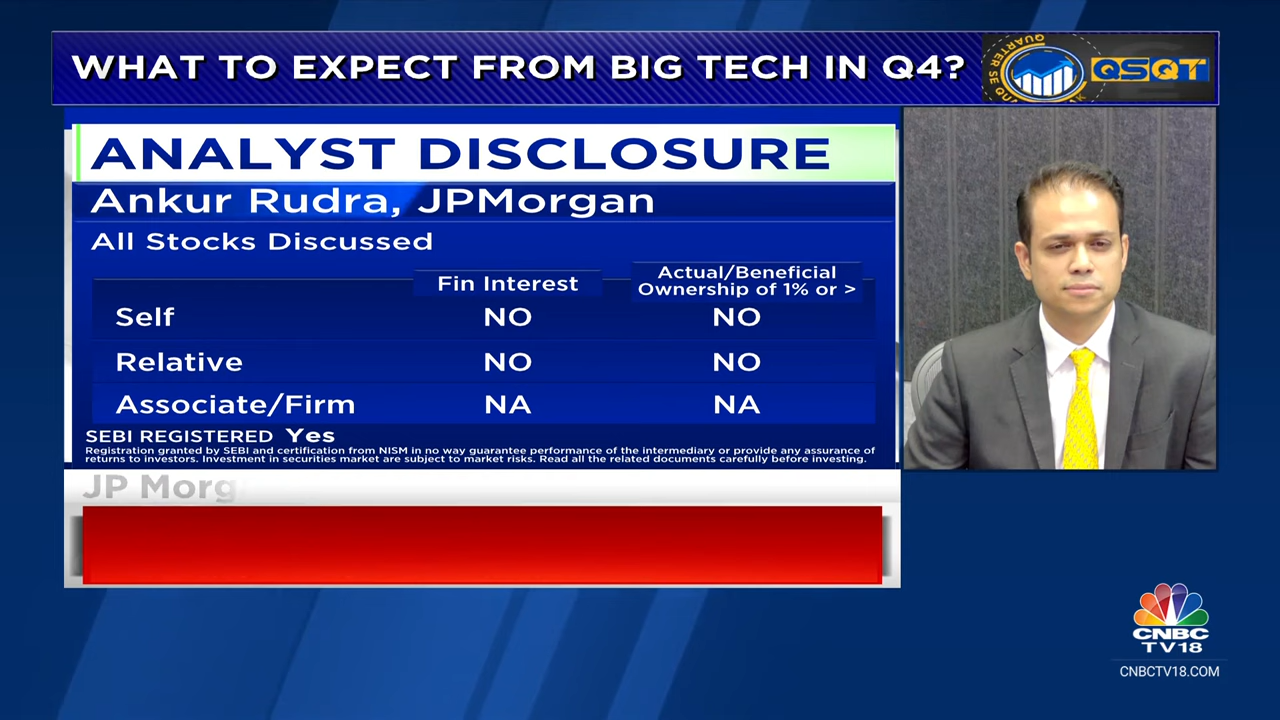 WHAT TO EXPECT FROM BIG TECH IN Q4?
QSQT
ANALYST DISCLOSURE
Ankur Rudra, JPMorgan
All Stocks Discussed
Fin Interest
Actual/Beneficial
Ownership of 1% or >
Self NO NO
Relative NO NO
Associate/Firm NA NA
SEBI REGISTERED Yes
Registration granted by SEBI and certification from NISM in no way guarantee performance of the intermediary or provide any assurance of
returns to investors. Investment in securities market are subject to market risks. Read all the related documents carefully before investing.
JP Morg
CNBC
TV18
CNBCTV18.COM